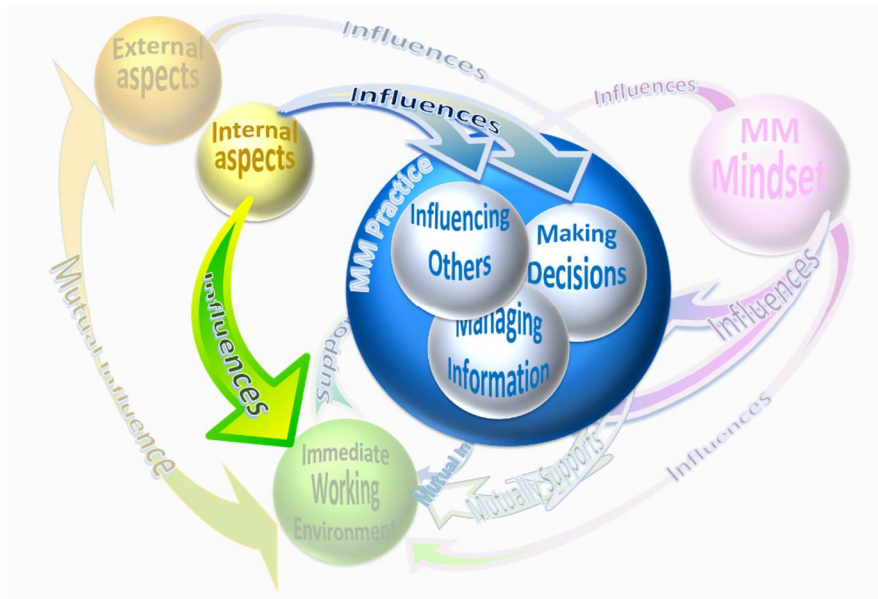 External
aspects
Influences
Internal
aspects
Influences
Influences
MM
Mindset
MM Practice
Influencing
Others
Making
Decisions
Managing
Information
Influences
Mutual Influence
Influences
Influences
Immediate
Working
Environment
Mutual
Mutually Supports